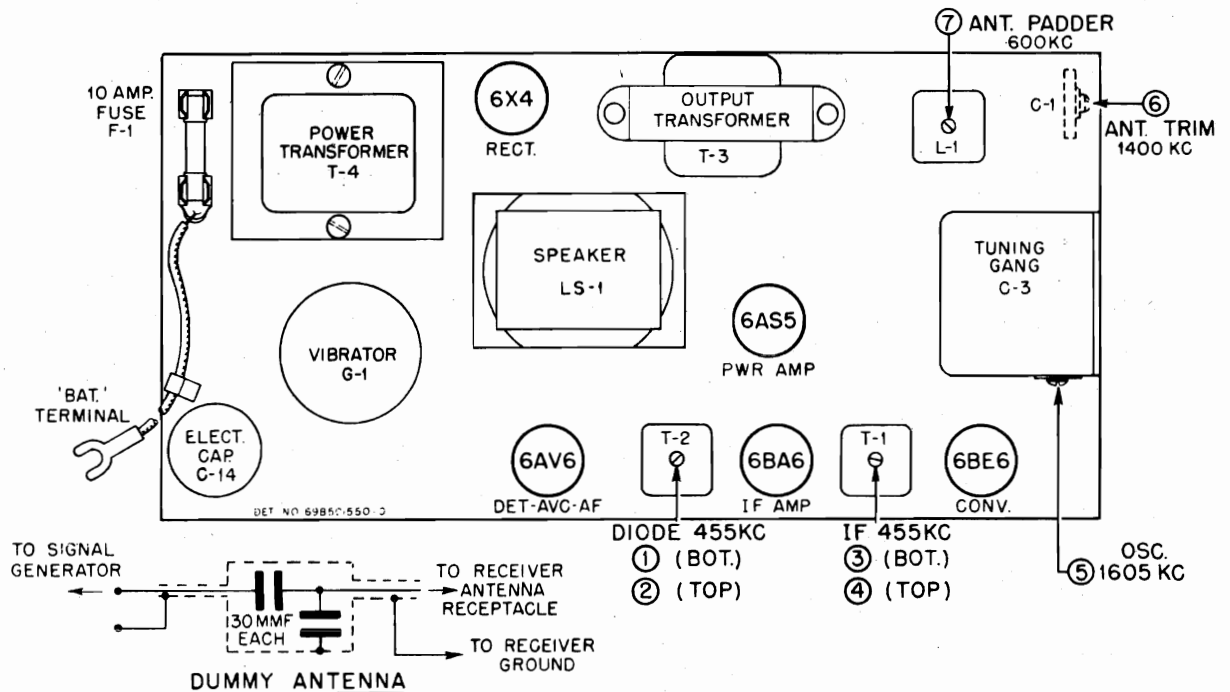 ⑦ ANT. PADDER
600KC
10 AMP.
FUSE
F-1
POWER
TRANSFORMER
T-4
6X4
RECT.
OUTPUT
TRANSFORMER
T-3
L-1
C-1
⑥
ANT. TRIM
1400 KC
SPEAKER
LS-1
TUNING
GANG
C-3
VIBRATOR
G-1
6AS5
PWR AMP
'BAT.'
TERMINAL
ELECT.
CAP.
C-14
6AV6
DET-AVC-AF
T-2
6BA6
IF AMP
T-1
6BE6
CONV.
DET. NO. 69B50550-
DIODE 455KC
① (BOT.)
② (TOP)
IF 455KC
③ (BOT.)
④ (TOP)
OSC.
⑤ 1605 KC
TO SIGNAL
GENERATOR
30 MMF
EACH
TO RECEIVER
ANTENNA
RECEPTACLE
TO RECEIVER
GROUND
DUMMY ANTENNA